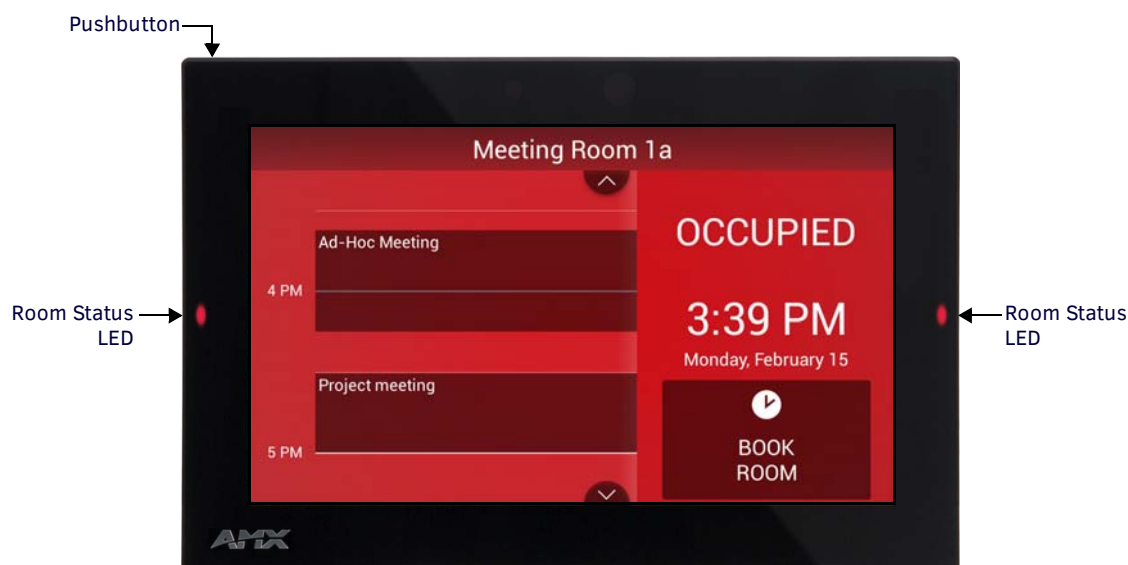 Pushbutton
Meeting Room 1a
OCCUPIED
Ad-Hoc Meeting
4 PM
3:39 PM
Room Status
LED
Room Status
LED
Monday, February 15
Project meeting
BOOK
ROOM
5 PM
AMX